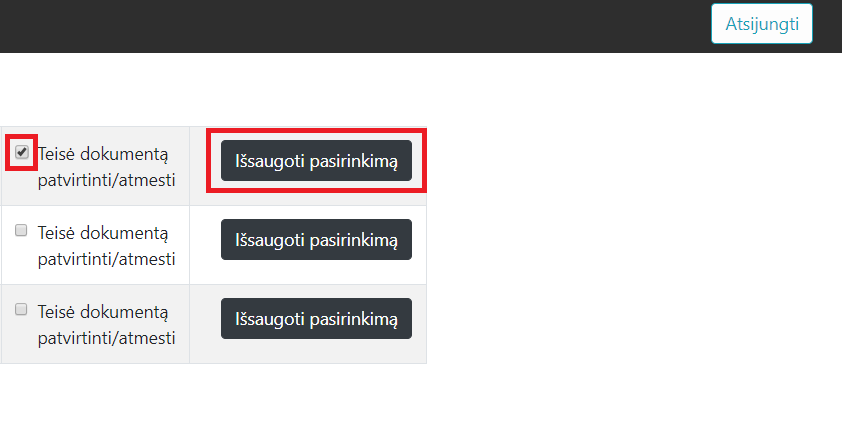 Atsijungti
Teisė dokumentą
patvirtinti/atmesti
Išsaugoti pasirinkimą
Teisė dokumentą
patvirtinti/atmesti
Išsaugoti pasirinkimą
Teisė dokumentą
patvirtinti/atmesti
Išsaugoti pasirinkimą